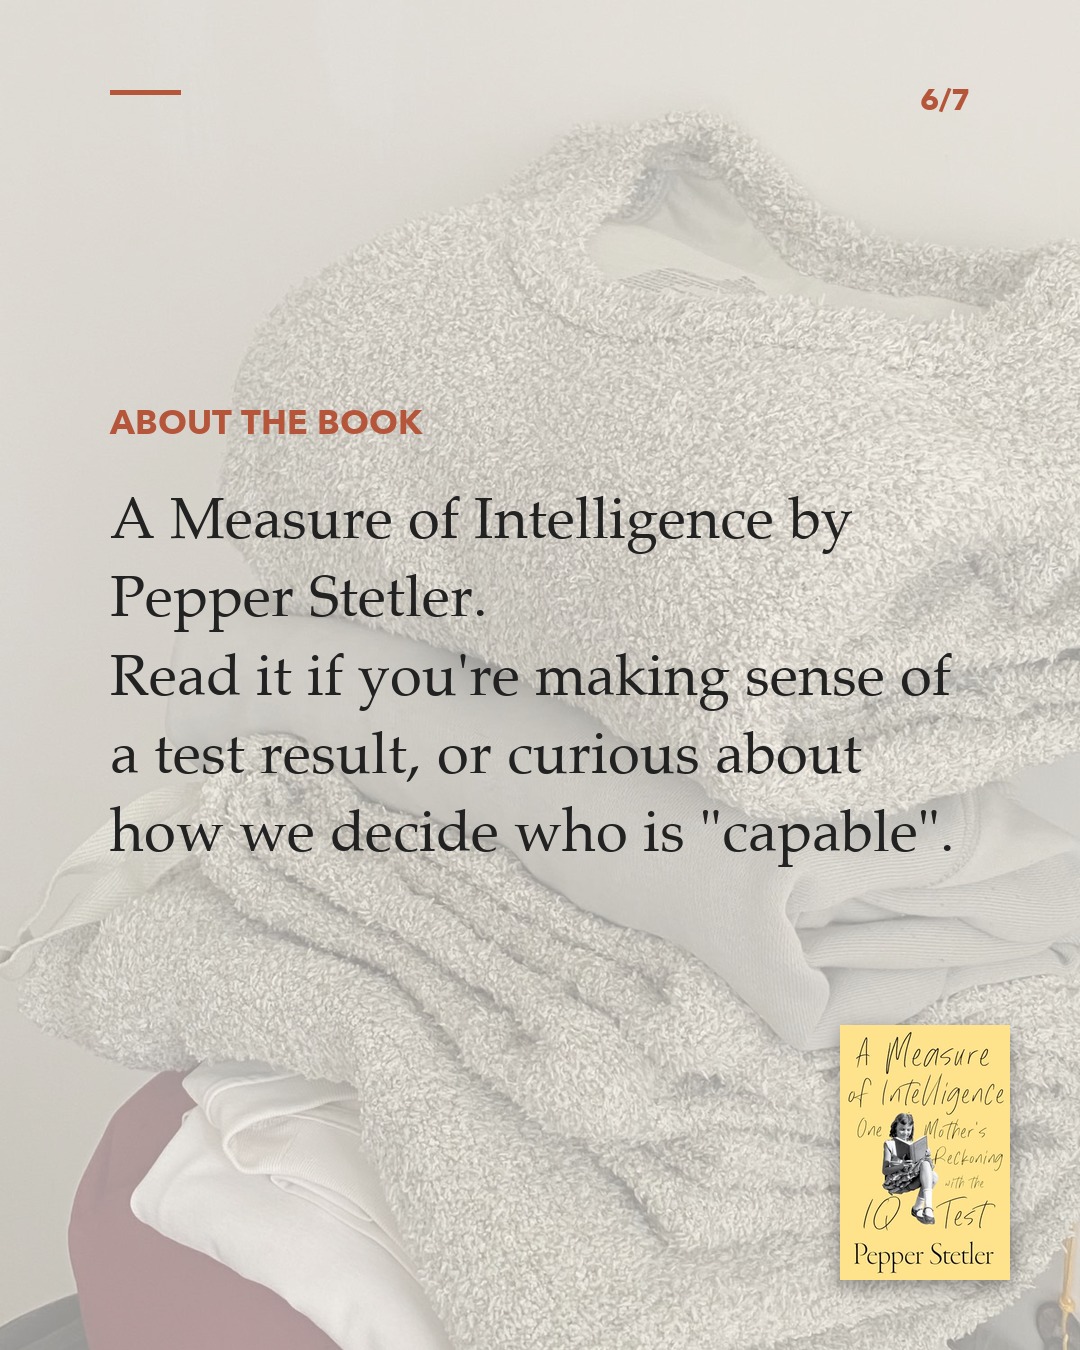 6/7
ABOUT THE BOOK
A Measure of Intelligence by
Pepper Stetler.
Read it if you're making sense of
a test result, or curious about
how we decide who is "capable".
A Measure
of Intelligence
One Mother's
Reckoning
with the
IQ Test
Pepper Stetler